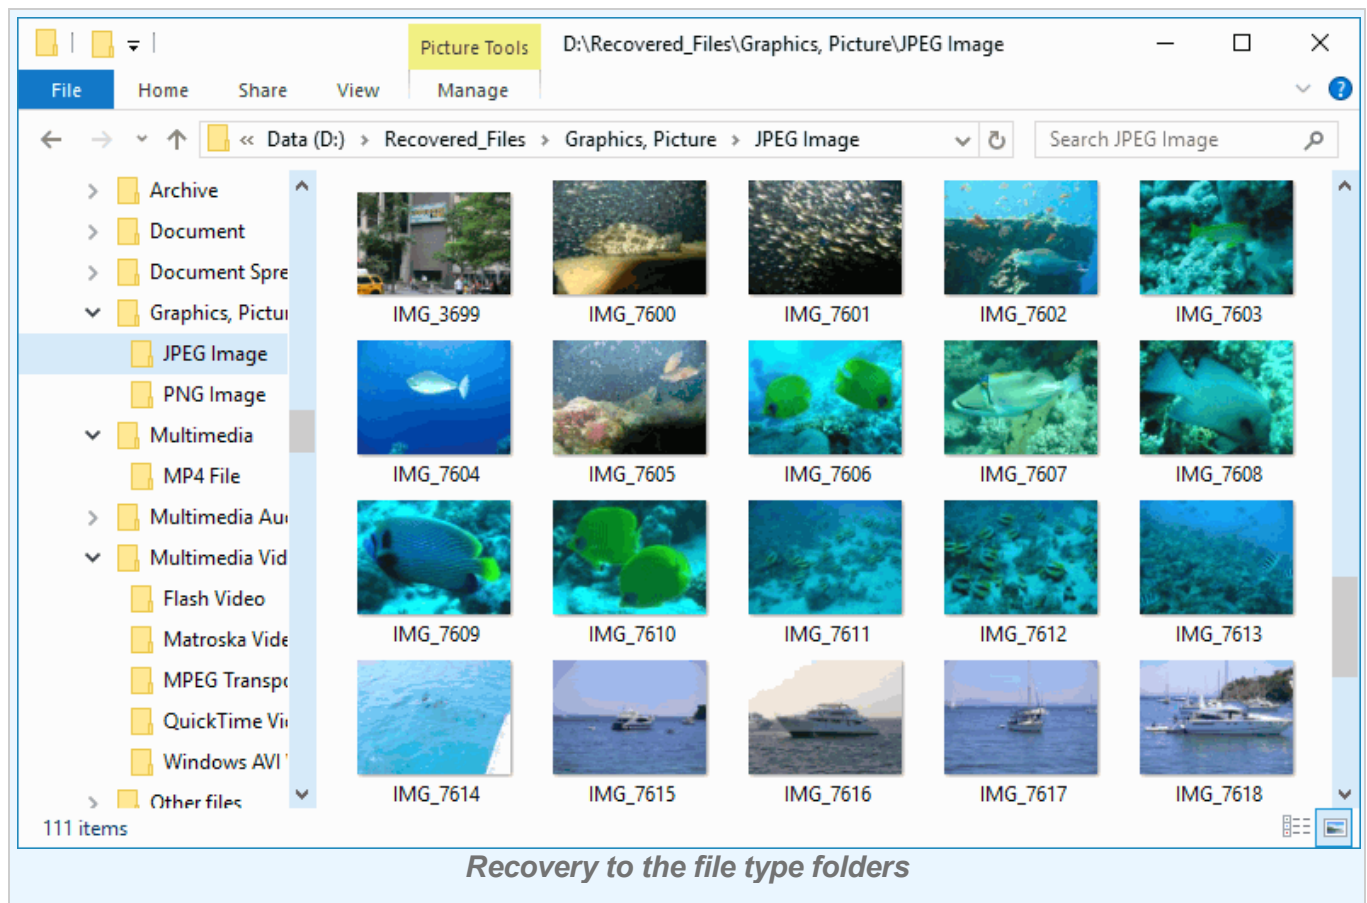 Picture Tools D:\Recovered_Files\Graphics, Picture\JPEG Image
File Home Share View Manage
« Data (D:) > Recovered_Files > Graphics, Picture > JPEG Image Search JPEG Image
Archive
Document
Document Spre
Graphics, Pictu
JPEG Image
PNG Image
Multimedia
MP4 File
Multimedia Au
Multimedia Vid
Flash Video
Matroska Vide
MPEG Transpo
QuickTime Vi
Windows AVI
Other files
IMG_3699 IMG_7600 IMG_7601 IMG_7602 IMG_7603
IMG_7604 IMG_7605 IMG_7606 IMG_7607 IMG_7608
IMG_7609 IMG_7610 IMG_7611 IMG_7612 IMG_7613
IMG_7614 IMG_7615 IMG_7616 IMG_7617 IMG_7618
111 items
Recovery to the file type folders